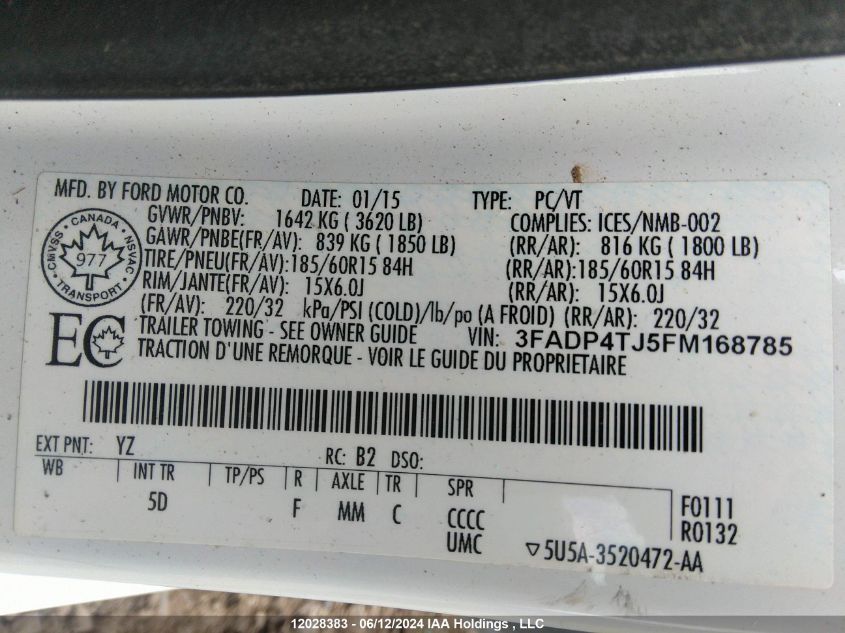 MFD. BY FORD MOTOR CO. DATE: 01/15 TYPE: PC/VT
GVWR/PNBV: 1642 KG ( 3620 LB) COMPLIES: ICES/NMB-002
GAWR/PNBE(FR/AV): 839 KG ( 1850 LB) (RR/AR): 816 KG ( 1800 LB)
TIRE/PNEU(FR/AV):185/60R15 84H (RR/AR):185/60R15 84H
RIM/JANTE(FR/AV): 15X6.0J (RR/AR): 15X6.0J
(FR/AV): 220/32 kPa/PSI (COLD)/lb/po (A FROID) (RR/AR): 220/32
TRAILER TOWING - SEE OWNER GUIDE VIN: 3FADP4TJ5FM168785
TRACTION D'UNE REMORQUE - VOIR LE GUIDE DU PROPRIETAIRE
CANADA
CMVSS 977 NSVAC
TRANSPORT
EC
EXT PNT: YZ RC: B2 DSO:
WB INT TR TP/PS R AXLE TR SPR
5D F MM C CCCC
UMC
F0111
R0132
▽5U5A-3520472-AA
12028383 - 06/12/2024 IAA Holdings , LLC